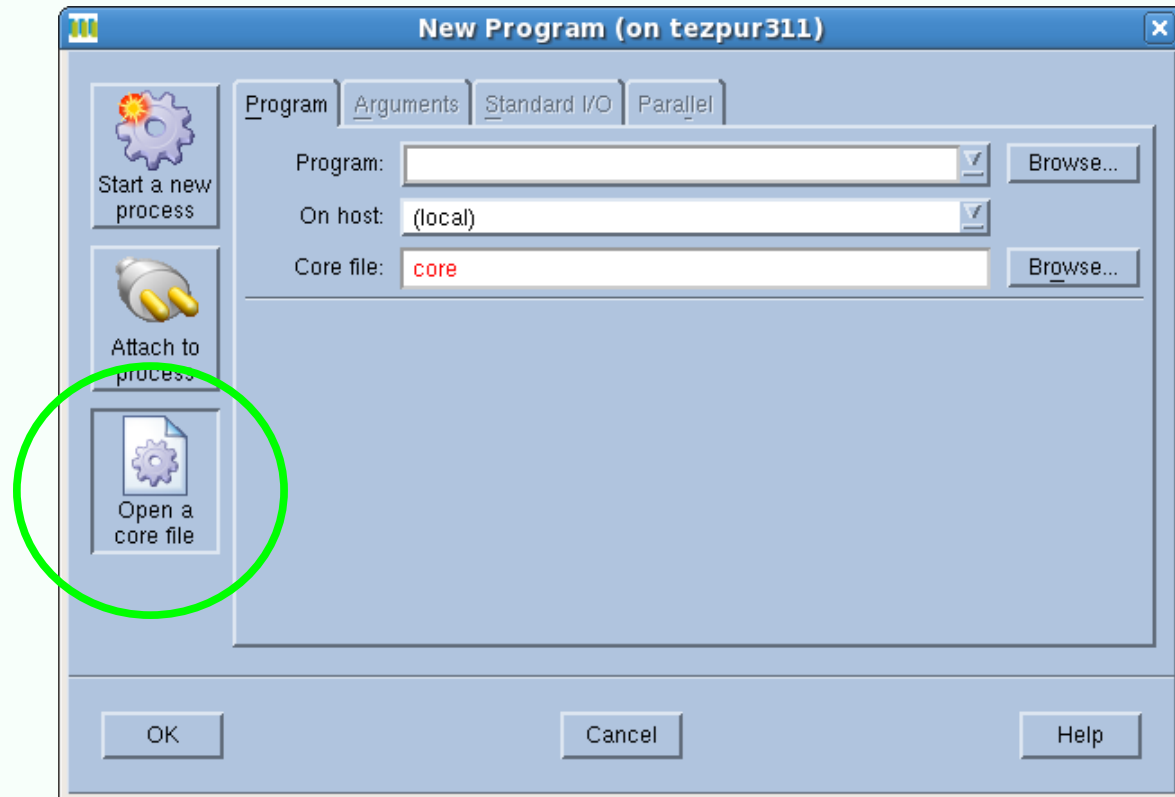 New Program (on tezpur311)
Start a new
process
Attach to
process
Open a
core file
Program Arguments Standard I/O Parallel
Program: Browse...
On host: (local)
Core file: core Browse...
OK Cancel Help